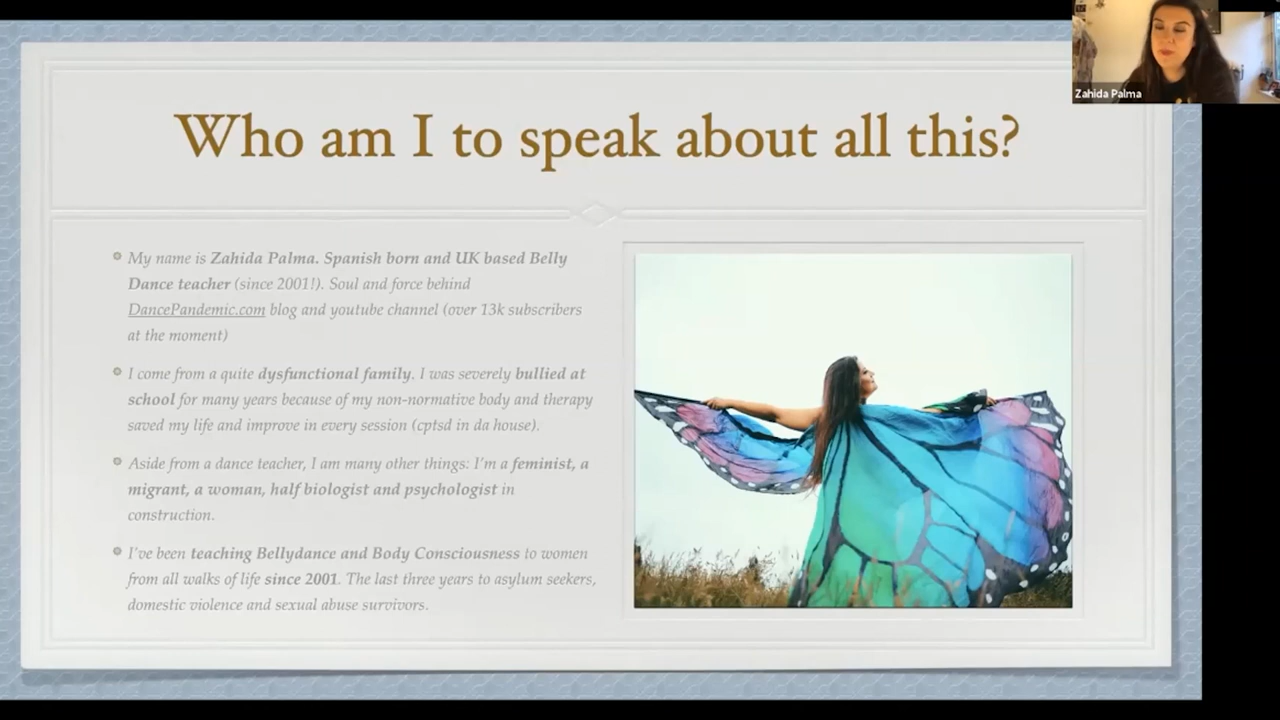 Zahida Palma
Who am I to speak about all this?
My name is Zahida Palma. Spanish born and UK based Belly
Dance teacher (since 2001!). Soul and force behind
DancePandemic.com blog and youtube channel (over 13k subscribers
at the moment)
I come from a quite dysfunctional family. I was severely bullied at
school for many years because of my non-normative body and therapy
saved my life and improve in every session (cptsd in da house).
Aside from a dance teacher, I am many other things: I'm a feminist, a
migrant, a woman, half biologist and psychologist in
construction.
I've been teaching Bellydance and Body Consciousness to women
from all walks of life since 2001. The last three years to asylum seekers,
domestic violence and sexual abuse survivors.